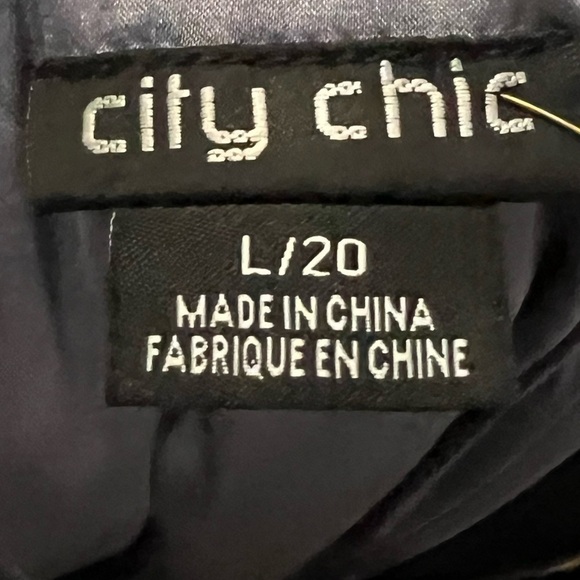 city chic
L/20
MADE IN CHINA
FABRIQUE EN CHINE